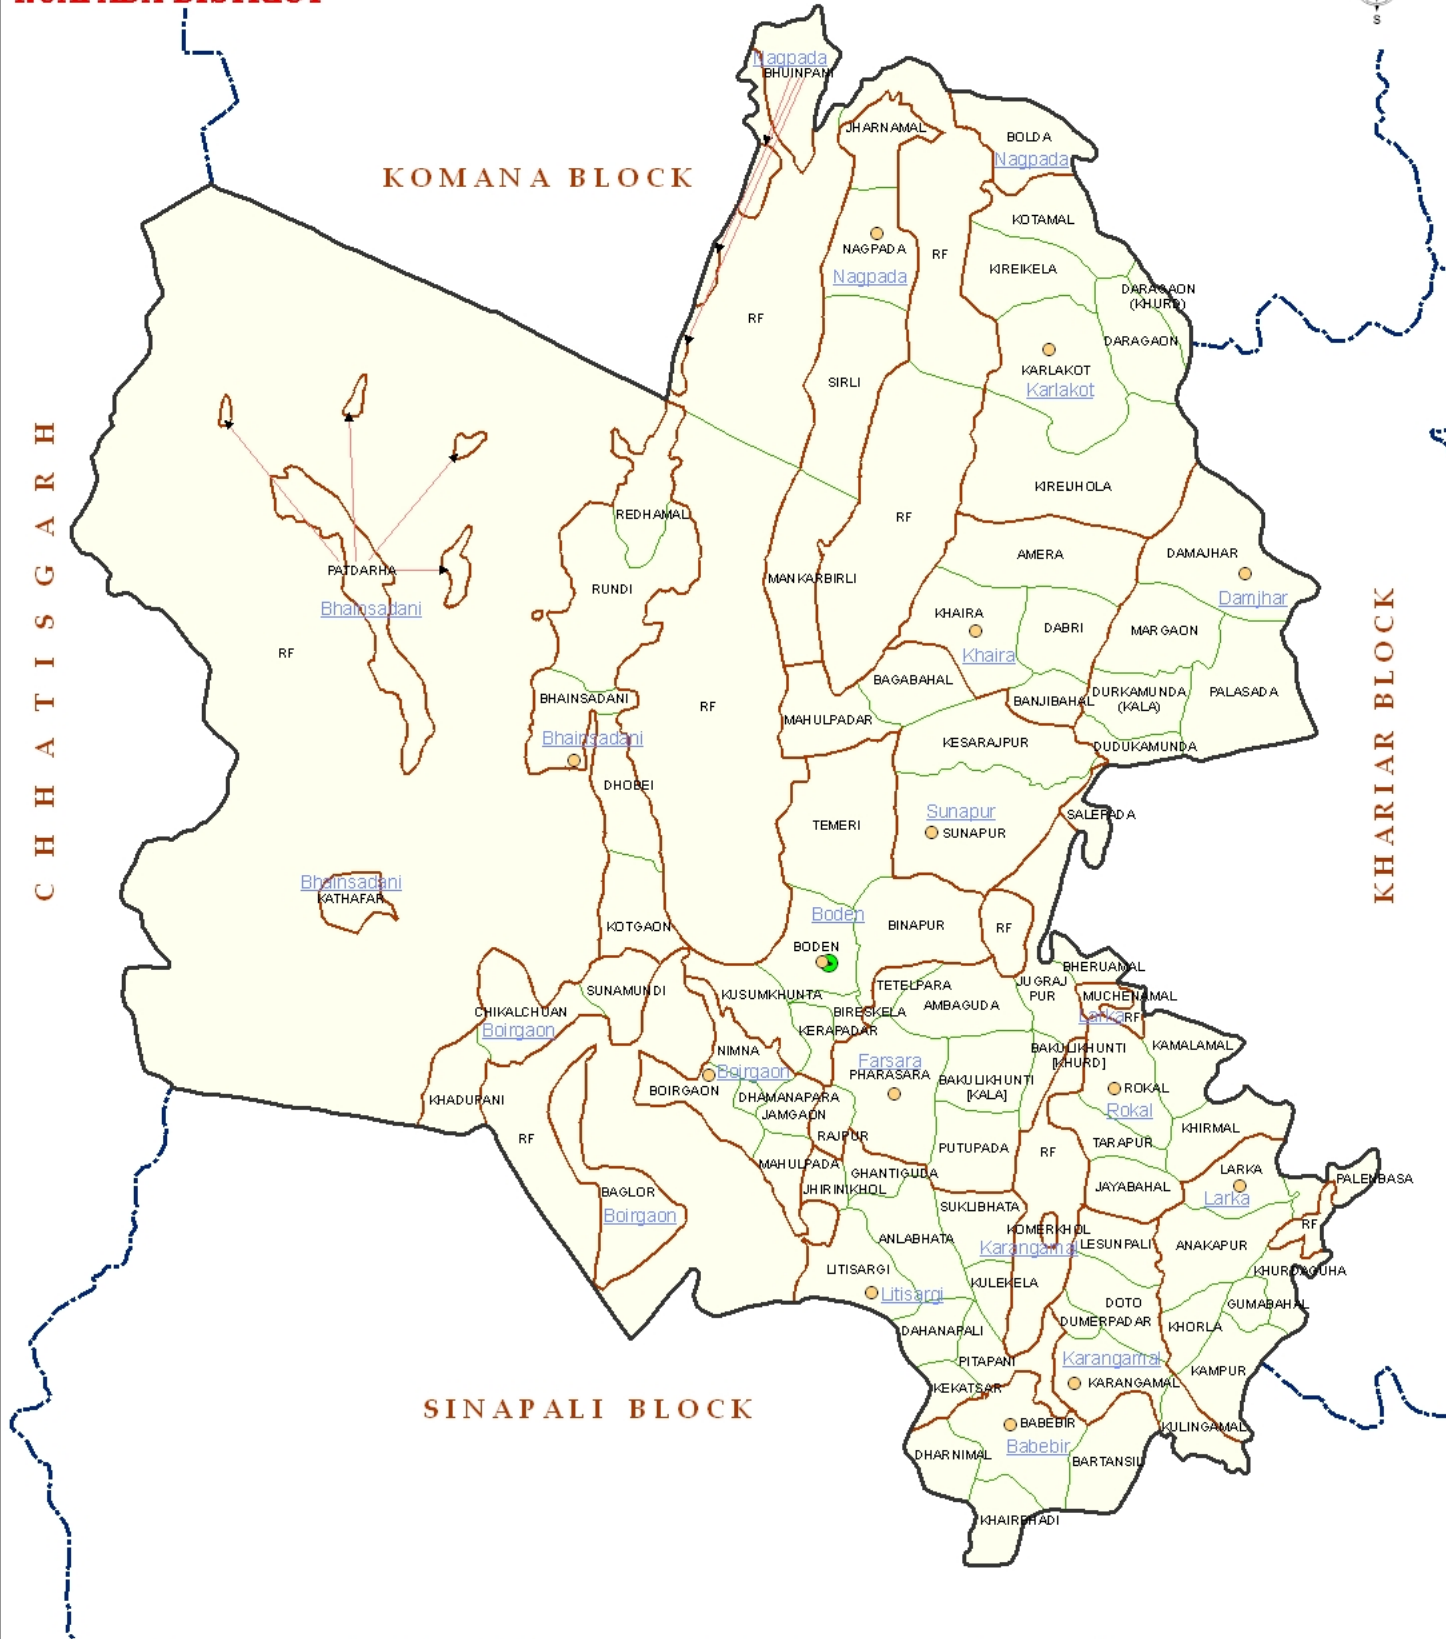 S
Nagpada
BHUINPANI
JHARNAMAL
BOLDA
Nagpada
KOMANA BLOCK
KOTAMAL
NAGPADA
Nagpada
RF
KIREIKELA
DARAGAON
(KHURD)
RF
DARAGAON
KARLAKOT
Karlakot
SIRLI
CHHATISGARH
KIREIJHOLA
REDHAMAL
RF
AMERA
DAMAJHAR
Damjhar
PATDARHA
Bhainsadani
MANKARBIRLI
RUNDI
KHAIRA
Khaira
DABRI
MARGAON
RF
BAGABAHAL
BHAINSADANI
Bhainsadani
RF
MAHULPADAR
BANJIBAHAL
DURKAMUNDA
(KALA)
PALASADA
KHARIAR BLOCK
KESARAJPUR
DUDUKAMUNDA
DHOBEI
TEMERI
Sunapur
SUNAPUR
SALEPADA
Bhainsadani
KATHAFAR
KOTGAON
Boden
BODEN
BINAPUR
RF
BHERUAMAL
SUNAMUNDI
KUSUMKHUNTA
TETELPARA
AMBAGUDA
JUGRAJ
PUR
MUCHENAMAL
Larka
RF
CHIKALCHUAN
Boirgaon
BIRESKELA
KERAPADAR
NIMNA
Boirgaon
BOIRGAON
Farsara
PHARASARA
BAKULIKHUNTI
[KHURD]
KAMALAMAL
BAKULIKHUNTI
[KALA]
ROKAL
Rokal
KHADUPANI
DHAMANAPARA
JAMGAON
RAJPUR
KHIRMAL
RF
PUTUPADA
RF
TARAPUR
MAHULPADA
GHANTIGUDA
LARKA
Larka
PALENBASA
BAGLOR
Boirgaon
JHIRINIKHOL
JAYABAHAL
SUKLIBHATA
KOMERKHOL
Karangamal
RF
ANLABHATA
LESUNPALI
ANAKAPUR
LITISARGI
Litisargi
KULEKELA
KHURDAGUHA
DOTO
DUMERPADAR
GUMABAHAL
DAHANAPALI
KHORLA
PITAPANI
Karangamal
KARANGAMAL
KAMPUR
KEKATSAR
SINAPALI BLOCK
BABEBIR
Babebir
KULINGAMAL
DHARNIMAL
BARTANSIL
KHAIRBHADI